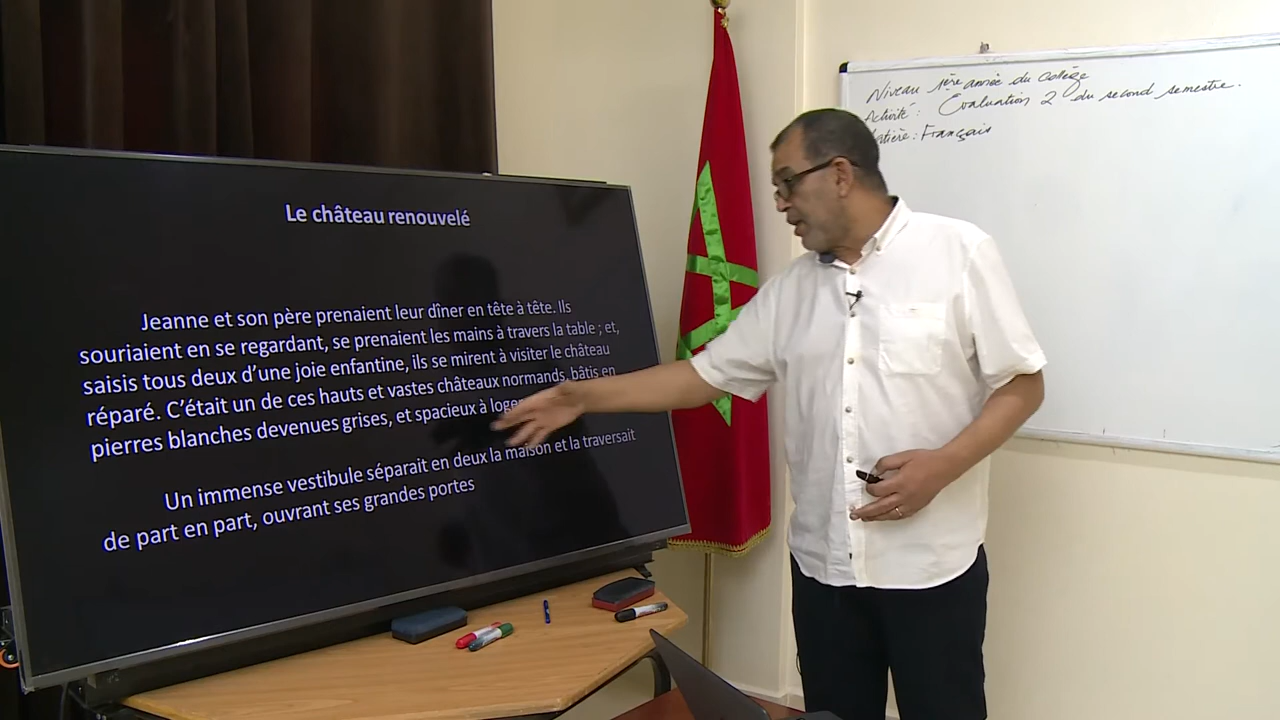 Le château renouvelé
Jeanne et son père prenaient leur dîner en tête à tête. Ils
souriaient en se regardant, se prenaient les mains à travers la table ; et,
saisis tous deux d'une joie enfantine, ils se mirent à visiter le château
réparé. C'était un de ces hauts et vastes châteaux normands, bâtis en
pierres blanches devenues grises, et spacieux à
Un immense vestibule séparait en deux la maison et la traversait
de part en part, ouvrant ses grandes portes
Niveau 1ère année du collège
Activité : Evaluation 2 du second semestre.
atière : Français